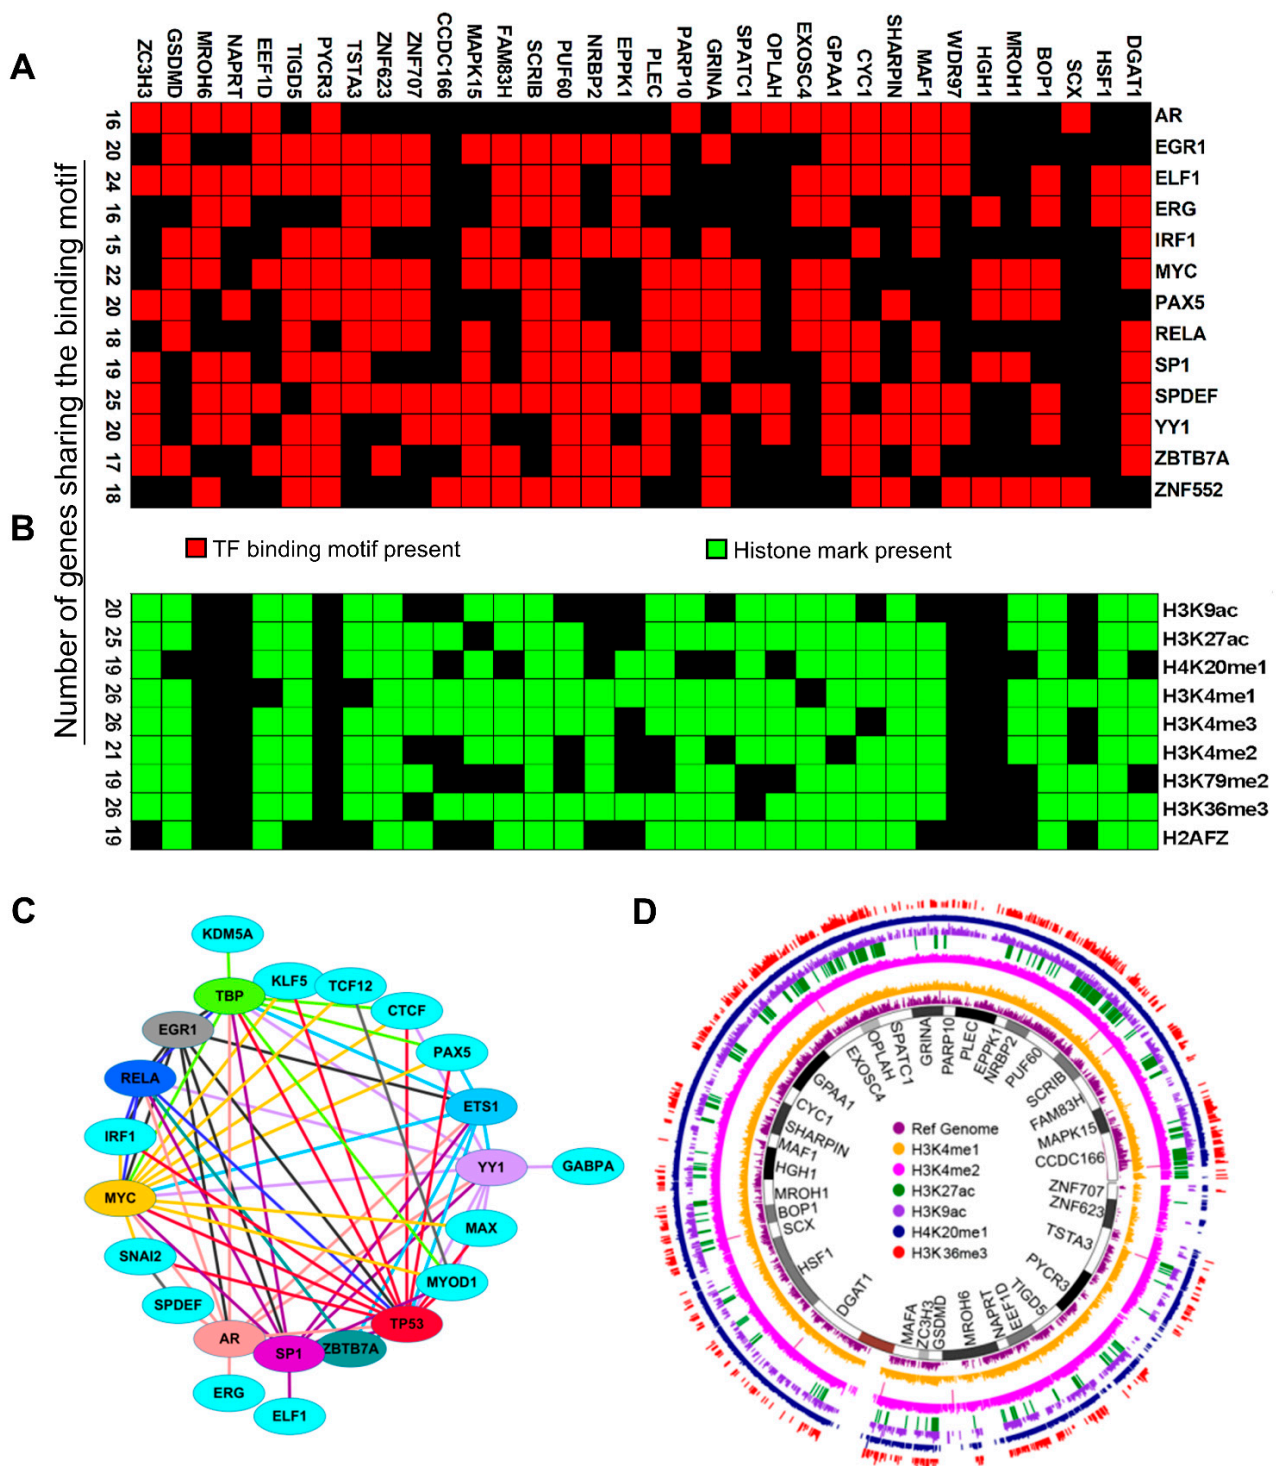 A
ZC3H3
GSDMD
MROH6
NAPRT
EEF1D
TIGD5
PYCR3
TSTA3
ZNF623
ZNF707
CCDC166
MAPK15
FAM83H
SCRIB
PUF60
NRBP2
EPPK1
PLEC
PARP10
GRINA
SPATC1
OPLAH
EXOSC4
GPAA1
CYC1
SHARPIN
MAF1
WDR97
HGH1
MROH1
BOP1
SCX
HSF1
DGAT1
Number of genes sharing the binding motif
16 AR
20 EGR1
24 ELF1
16 ERG
15 IRF1
22 MYC
20 PAX5
18 RELA
19 SP1
25 SPDEF
20 YY1
17 ZBTB7A
18 ZNF552
B
TF binding motif present
Histone mark present
20 H3K9ac
25 H3K27ac
19 H4K20me1
26 H3K4me1
26 H3K4me3
21 H3K4me2
19 H3K79me2
26 H3K36me3
19 H2AFZ
C
KDM5A
TBP
KLF5
TCF12
CTCF
EGR1
PAX5
RELA
ETS1
IRF1
YY1
GABPA
MYC
MAX
SNAI2
MYOD1
SPDEF
TP53
AR
SP1
ZBTB7A
ERG
ELF1
D
GRINA
PARP10
PLEC
EPPK1
NRBP2
PUF60
SCRIB
FAM83H
MAPK15
CCDC166
ZNF707
ZNF623
TSTA3
PYCR3
TIGD5
EEF1D
NAPRT
MROH6
GSDMD
ZC3H3
MAFA
DGAT1
HSF1
SCX
BOP1
MROH1
HGH1
MAF1
SHARPIN
CYC1
GPAA1
EXOSC4
OPLAH
SPATC1
Ref Genome
H3K4me1
H3K4me2
H3K27ac
H3K9ac
H4K20me1
H3K36me3